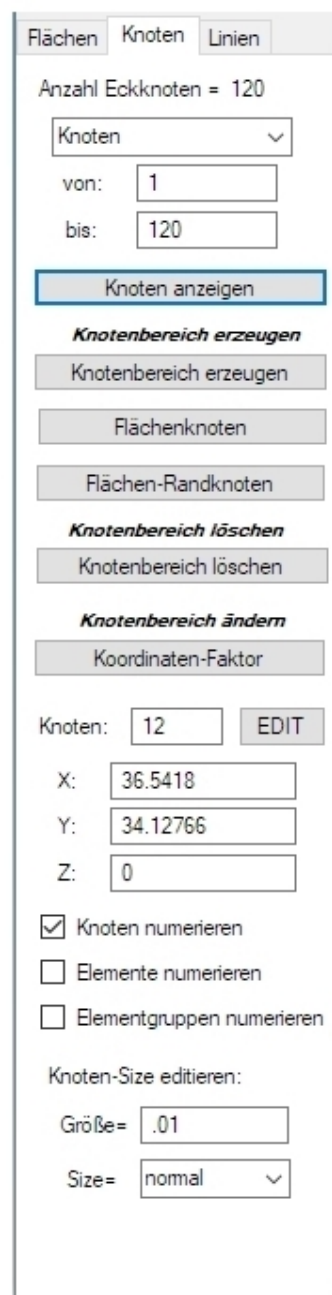 Flächen Knoten Linien
Anzahl Eckknoten = 120
Knoten
von: 1
bis: 120
Knoten anzeigen
Knotenbereich erzeugen
Knotenbereich erzeugen
Flächenknoten
Flächen-Randknoten
Knotenbereich löschen
Knotenbereich löschen
Knotenbereich ändern
Koordinaten-Faktor
Knoten: 12 EDIT
X: 36.5418
Y: 34.12766
Z: 0
Knoten numerieren
Elemente numerieren
Elementgruppen numerieren
Knoten-Size editieren:
Größe= .01
Size= normal